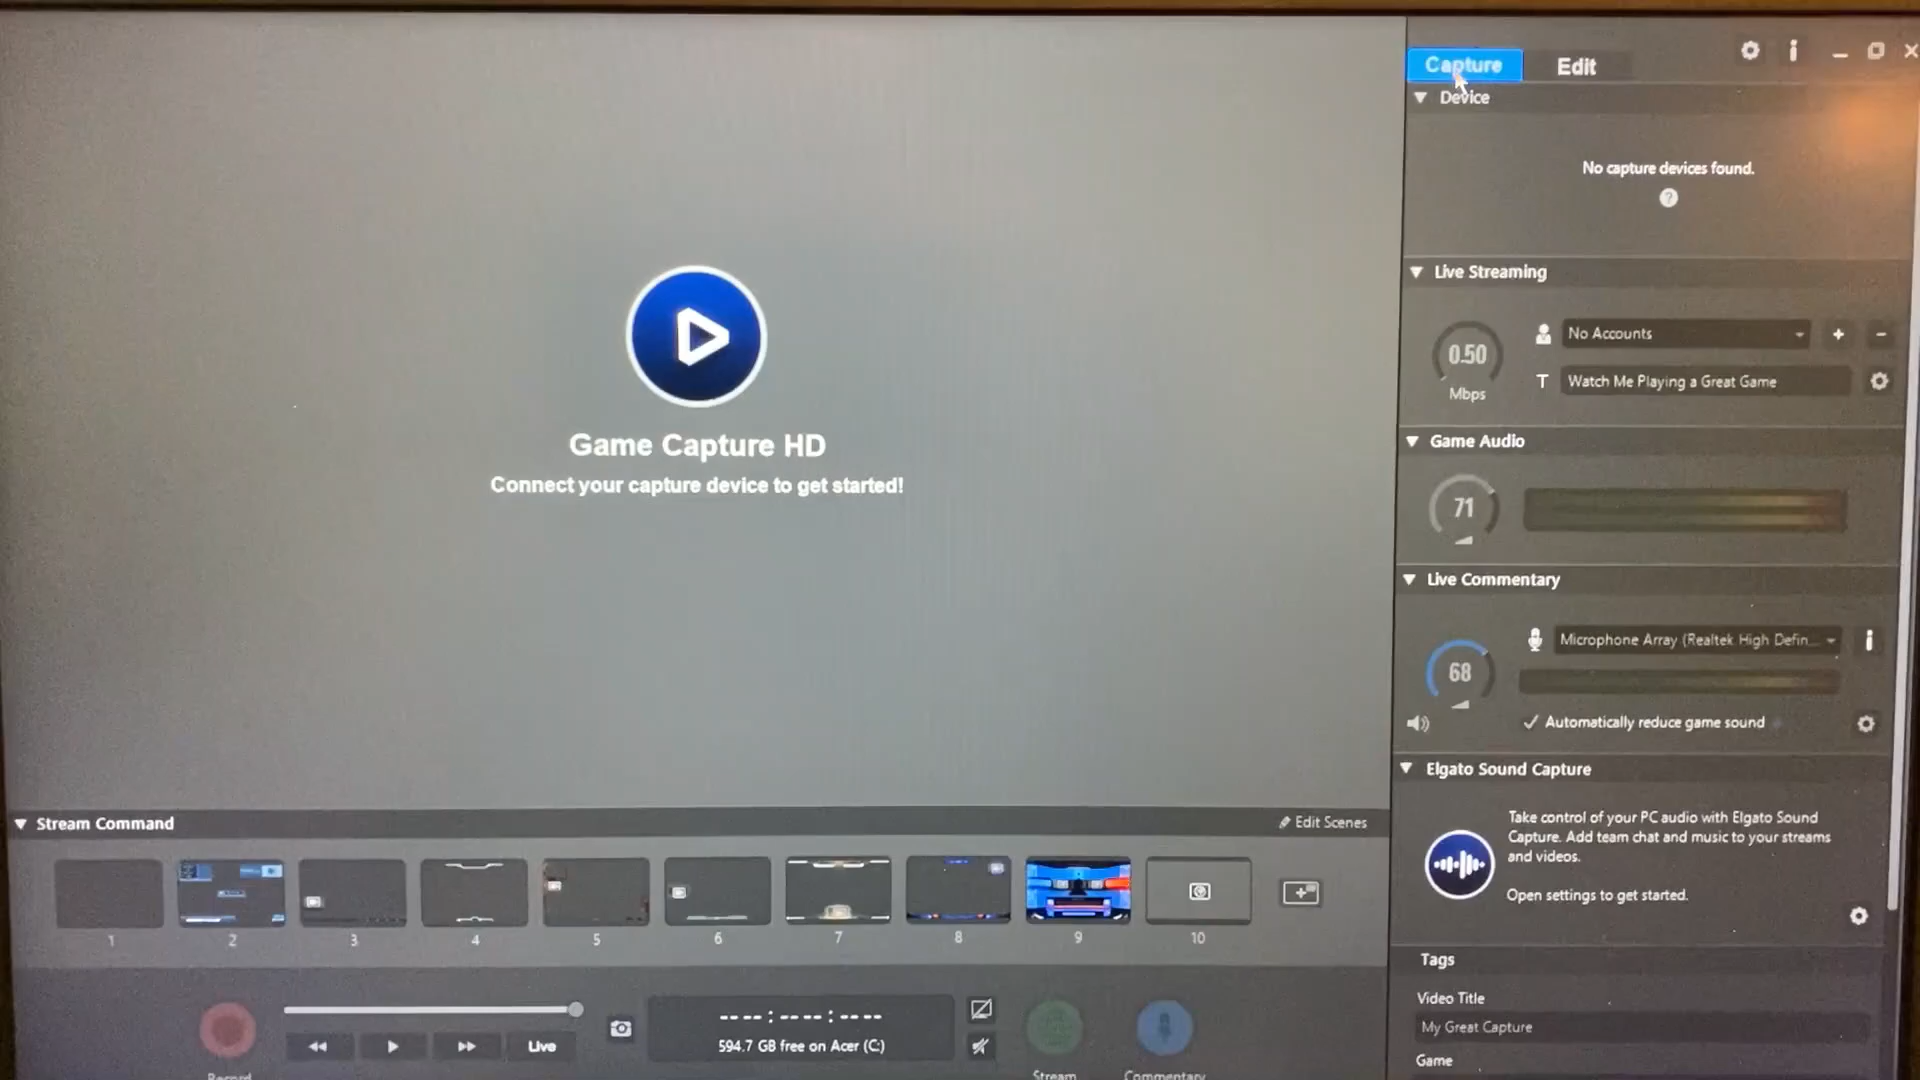 Capture
Edit
Device
No capture devices found.
?
Live Streaming
0.50
Mbps
No Accounts
T
Watch Me Playing a Great Game
Game Capture HD
Connect your capture device to get started!
Game Audio
71
Live Commentary
Microphone Array (Realtek High Defin...
68
Automatically reduce game sound
Elgato Sound Capture
Take control of your PC audio with Elgato Sound
Capture. Add team chat and music to your streams
and videos.
Open settings to get started.
Stream Command
Edit Scenes
1
2
3
4
5
6
7
8
9
10
Tags
Video Title
My Great Capture
Game
Live
----:----:----
594.7 GB free on Acer (C:)
Record
Stream
Commentary